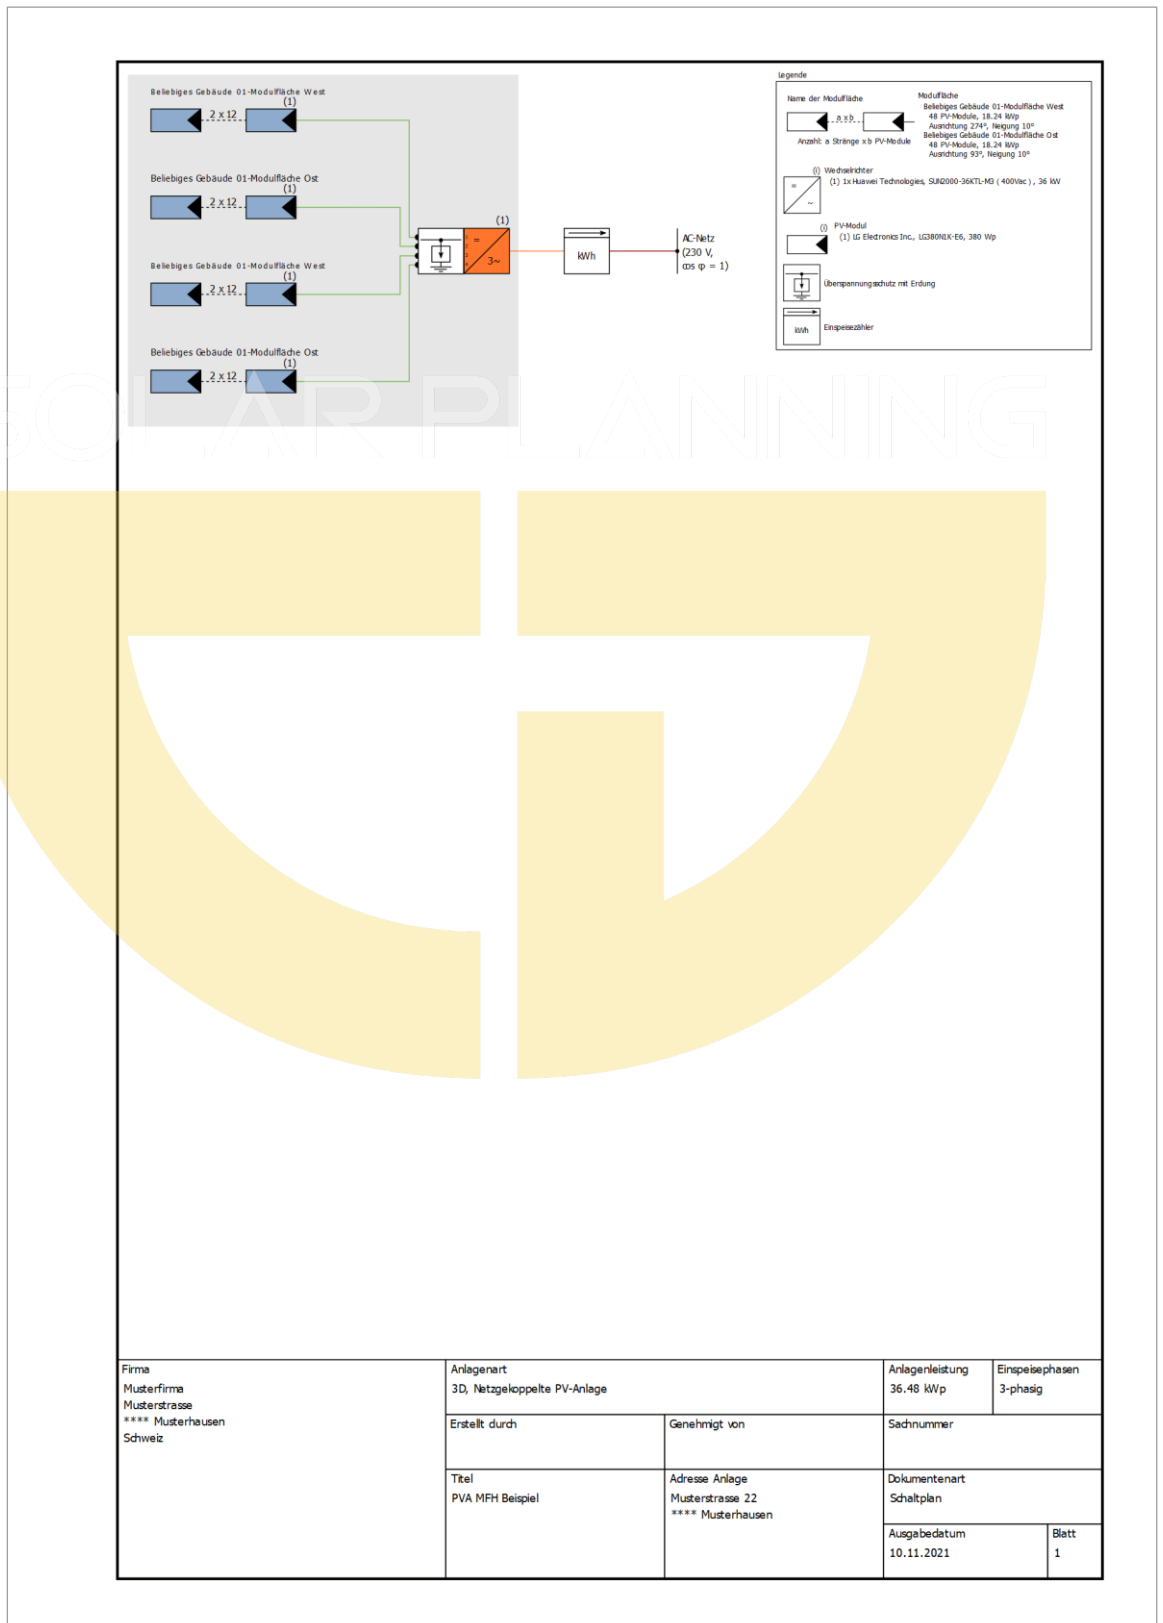 Beliebiges Gebäude 01-Modulfläche West
(1)
2 x 12
Beliebiges Gebäude 01-Modulfläche Ost
(1)
2 x 12
Beliebiges Gebäude 01-Modulfläche West
(1)
2 x 12
Beliebiges Gebäude 01-Modulfläche Ost
(1)
2 x 12
(1)
1
2
3
4
=
3~
kWh
AC-Netz
(230 V,
cos φ = 1)
Legende
Name der Modulfläche
a x b
Anzahl: a Stränge x b PV-Module
Modulfläche
Beliebiges Gebäude 01-Modulfläche West
48 PV-Module, 18.24 kWp
Ausrichtung 274°, Neigung 10°
Beliebiges Gebäude 01-Modulfläche Ost
48 PV-Module, 18.24 kWp
Ausrichtung 93°, Neigung 10°
(i) Wechselrichter
=
~
(1) 1x Huawei Technologies, SUN2000-36KTL-M3 ( 400Vac ) , 36 kW
(i) PV-Modul
(1) LG Electronics Inc., LG380N1K-E6, 380 Wp
Überspannungsschutz mit Erdung
kWh
Einspeisezähler
SOLAR PLANNING
Firma
Musterfirma
Musterstrasse
**** Musterhausen
Schweiz
Anlagenart
3D, Netzgekoppelte PV-Anlage
Anlagenleistung
36.48 kWp
Einspeisephasen
3-phasig
Erstellt durch
Genehmigt von
Sachnummer
Titel
PVA MFH Beispiel
Adresse Anlage
Musterstrasse 22
**** Musterhausen
Dokumentenart
Schaltplan
Ausgabedatum
10.11.2021
Blatt
1